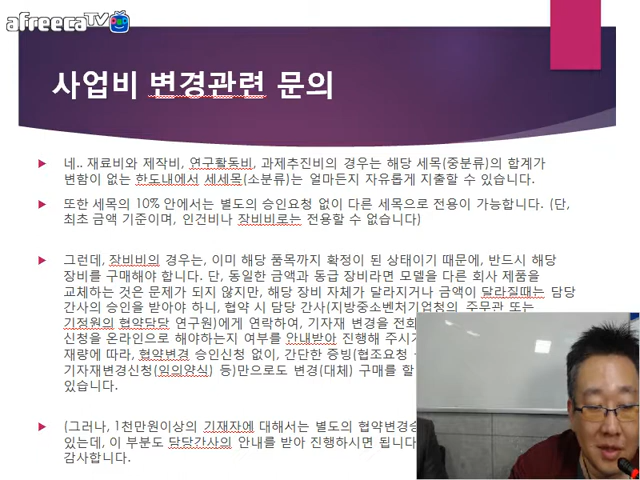 afreecaTV
사업비 변경관련 문의
네.. 재료비와 제작비, 연구활동비, 과제추진비의 경우는 해당 세목(중분류)의 합계가
변함이 없는 한도내에서 세세목(소분류)는 얼마든지 자유롭게 지출할 수 있습니다.
또한 세목의 10% 안에서는 별도의 승인요청 없이 다른 세목으로 전용이 가능합니다. (단,
최초 금액 기준이며, 인건비나 장비비로는 전용할 수 없습니다)
그런데, 장비비의 경우는, 이미 해당 품목까지 확정이 된 상태이기 때문에, 반드시 해당
장비를 구매해야 합니다. 단, 동일한 금액과 동급 장비라면 모델을 다른 회사 제품을
교체하는 것은 문제가 되지 않지만, 해당 장비 자체가 달라지거나 금액이 달라질때는 담당
간사의 승인을 받아야 하니, 협약 시 담당 간사(지방중소벤처기업청의 주무관 또는
기정원의 협약담당 연구원)에게 연락하여, 기자재 변경을 전화
신청을 온라인으로 해야하는지 여부를 안내받아 진행해 주시기
재량에 따라, 협약변경 승인신청 없이, 간단한 증빙(협조요청
기자재변경신청(임의양식) 등)만으로도 변경(대체) 구매를 할
있습니다.
(그러나, 1천만원이상의 기재자에 대해서는 별도의 협약변경승
있는데, 이 부분도 담당간사의 안내를 받아 진행하시면 됩니다
감사합니다.